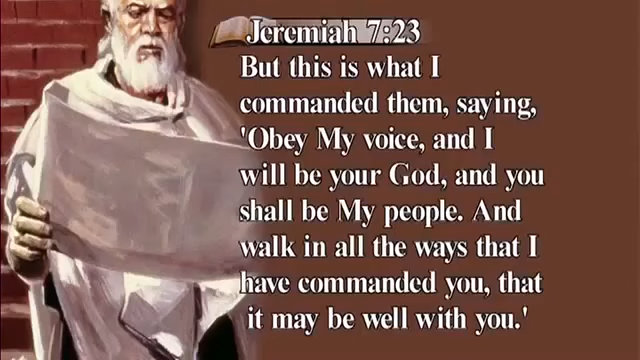 Jeremiah 7:23
But this is what I
commanded them, saying,
'Obey My voice, and I
will be your God, and you
shall be My people. And
walk in all the ways that I
have commanded you, that
it may be well with you.'